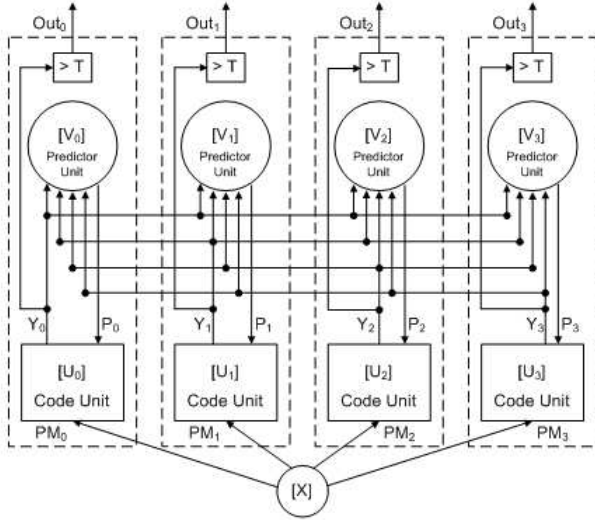 Out₀ Out₁ Out₂ Out₃
> T > T > T > T
[V₀] [V₁] [V₂] [V₃]
Predictor Predictor Predictor Predictor
Unit Unit Unit Unit
Y₀ P₀ Y₁ P₁ Y₂ P₂ Y₃ P₃
[U₀] [U₁] [U₂] [U₃]
Code Unit Code Unit Code Unit Code Unit
PM₀ PM₁ PM₂ PM₃
[X]